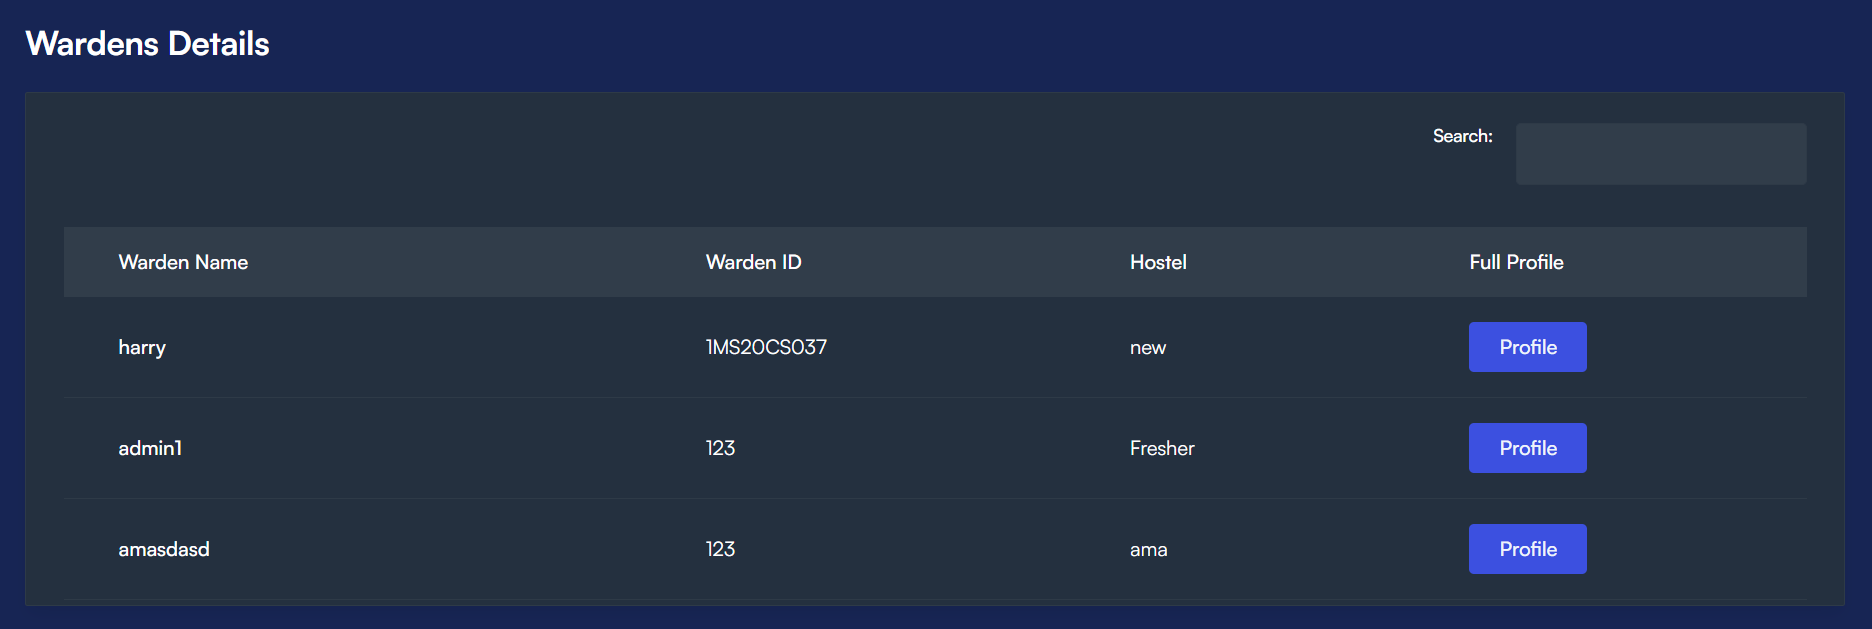 Wardens Details
Search:
Warden Name Warden ID Hostel Full Profile
harry 1MS20CS037 new Profile
admin1 123 Fresher Profile
amasdasd 123 ama Profile